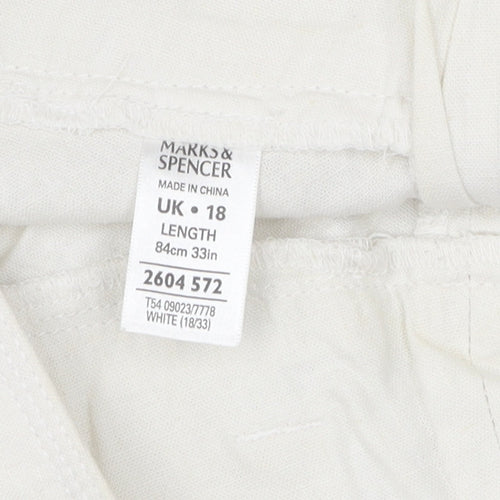 MARKS &
SPENCER
MADE IN CHINA
UK • 18
LENGTH
84cm 33in
2604 572
T54 09023/7778
WHITE (18/33)